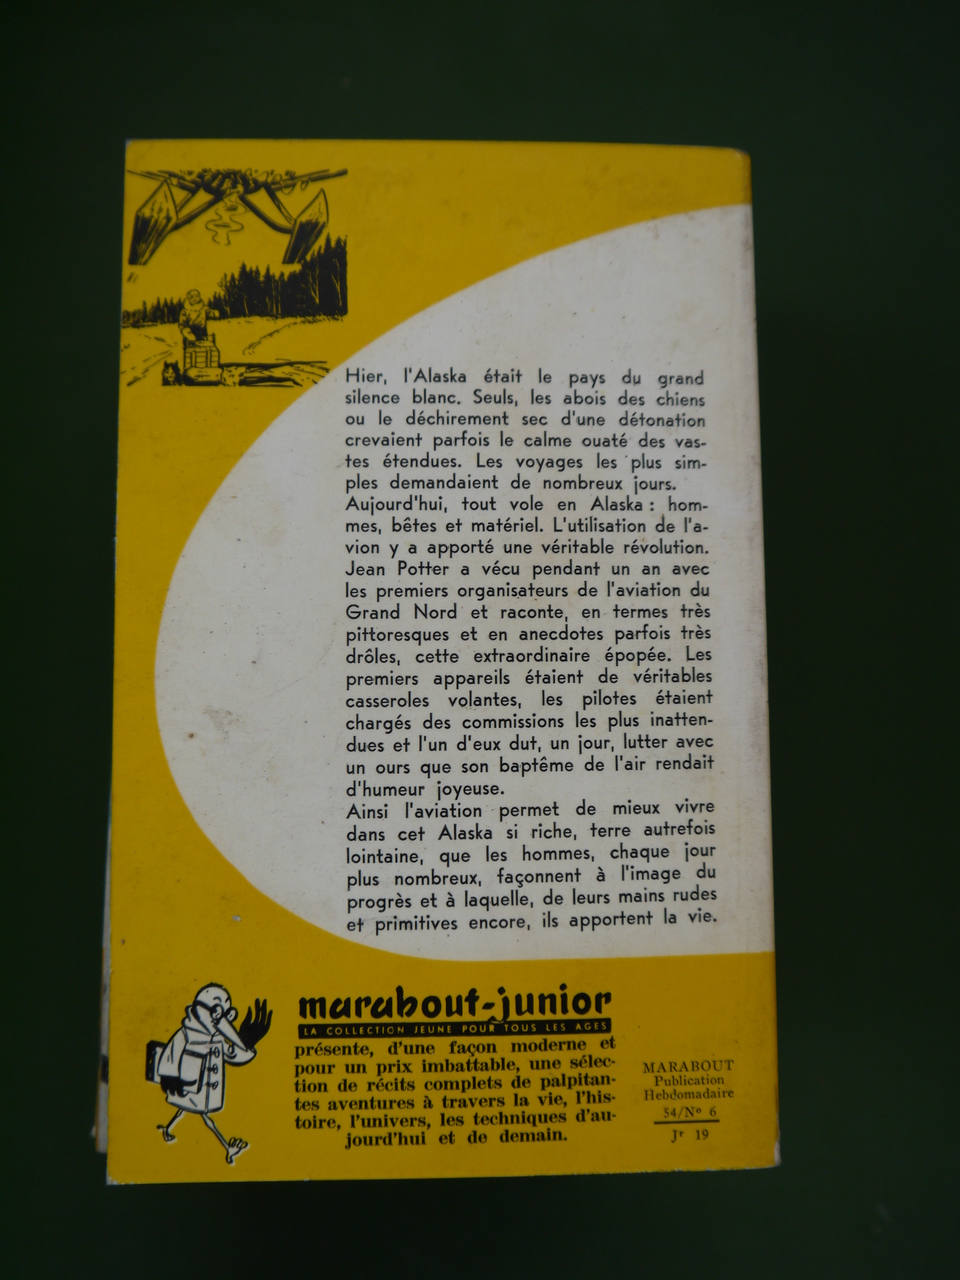 Hier, l'Alaska était le pays du grand
silence blanc. Seuls, les abois des chiens
ou le déchirement sec d'une détonation
crevaient parfois le calme ouaté des vas-
tes étendues. Les voyages les plus sim-
ples demandaient de nombreux jours.
Aujourd'hui, tout vole en Alaska : hom-
mes, bêtes et matériel. L'utilisation de l'a-
vion y a apporté une véritable révolution.
Jean Potter a vécu pendant un an avec
les premiers organisateurs de l'aviation du
Grand Nord et raconte, en termes très
pittoresques et en anecdotes parfois très
drôles, cette extraordinaire épopée. Les
premiers appareils étaient de véritables
casseroles volantes, les pilotes étaient
chargés des commissions les plus inatten-
dues et l'un d'eux dut, un jour, lutter avec
un ours que son baptême de l'air rendait
d'humeur joyeuse.
Ainsi l'aviation permet de mieux vivre
dans cet Alaska si riche, terre autrefois
lointaine, que les hommes, chaque jour
plus nombreux, façonnent à l'image du
progrès et à laquelle, de leurs mains rudes
et primitives encore, ils apportent la vie.
marabout-junior
LA COLLECTION JEUNE POUR TOUS LES AGES
présente, d'une façon moderne et
pour un prix imbattable, une sélec-
tion de récits complets de palpitan-
tes aventures à travers la vie, l'his-
toire, l'univers, les techniques d'au-
jourd'hui et de demain.
MARABOUT
Publication
Hebdomadaire
54/Nº 6
Jr 19